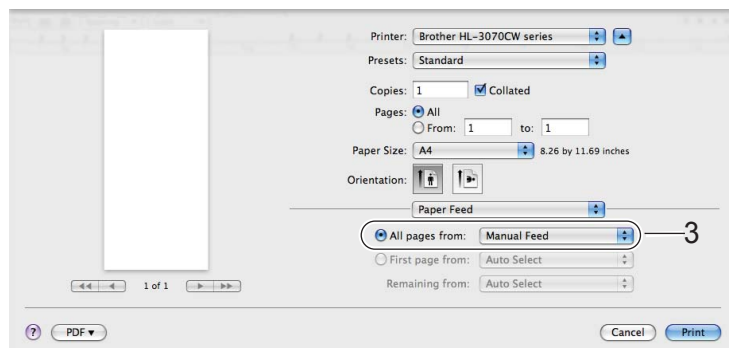 Printer: Brother HL-3070CW series
Presets: Standard
Copies: 1 Collated
Pages: All
From: 1 to: 1
Paper Size: A4 8.26 by 11.69 inches
Orientation:
Paper Feed
All pages from: Manual Feed 3
First page from: Auto Select
Remaining from: Auto Select
1 of 1
? PDF ▾ Cancel Print